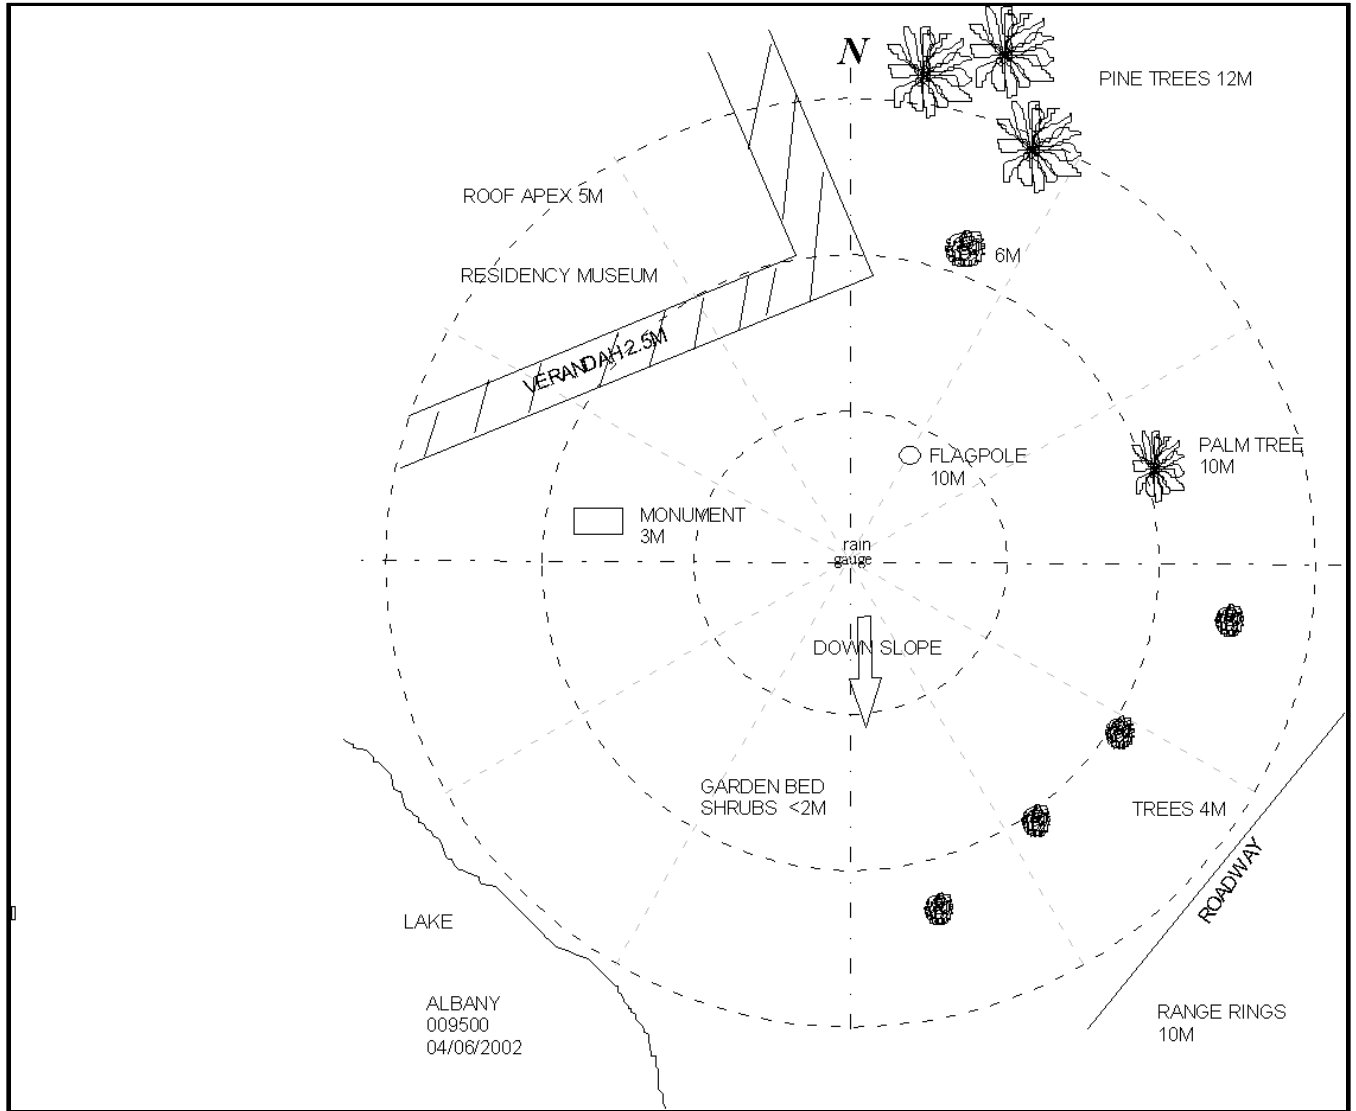 N
PINE TREES 12M
ROOF APEX 5M
6M
RESIDENCY MUSEUM
VERANDAH 2.5M
FLAGPOLE
10M
PALM TREE
10M
MONUMENT
3M
rain
gauge
DOWN SLOPE
GARDEN BED
SHRUBS <2M
TREES 4M
ROADWAY
LAKE
ALBANY
009500
04/06/2002
RANGE RINGS
10M